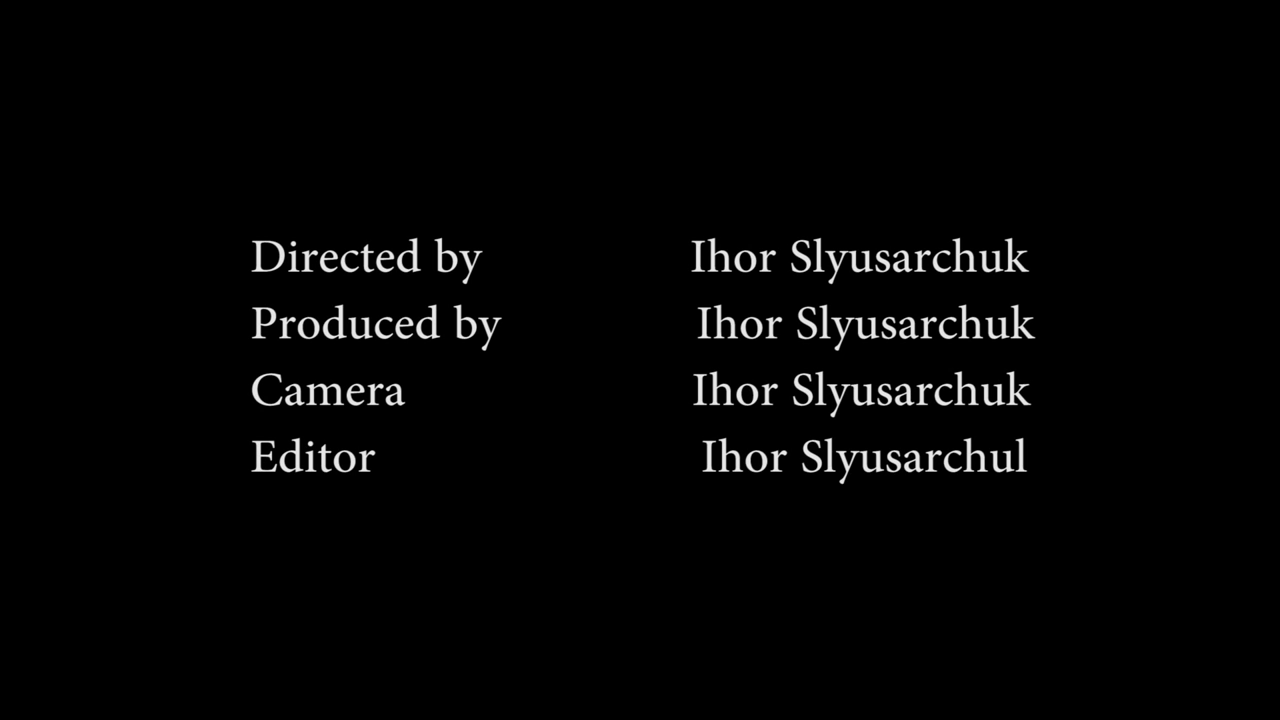 Directed by Ihor Slyusarchuk
Produced by Ihor Slyusarchuk
Camera Ihor Slyusarchuk
Editor Ihor Slyusarchul